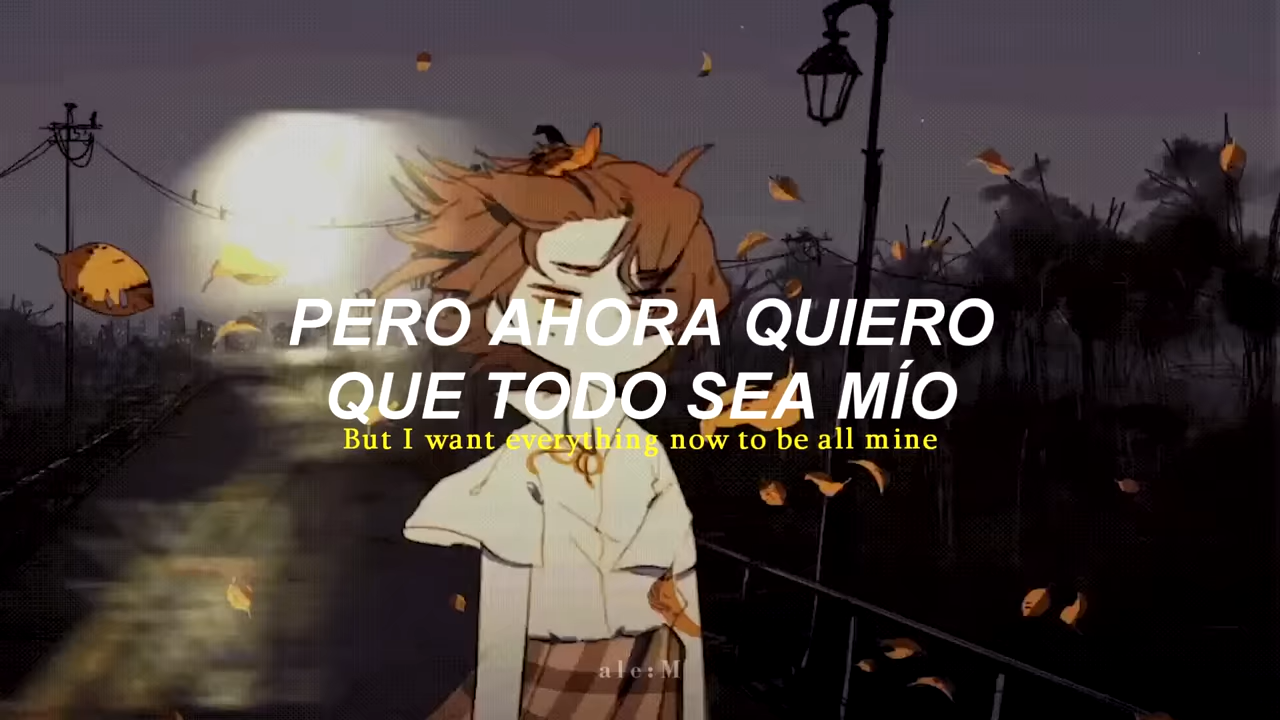 PERO AHORA QUIERO
QUE TODO SEA MÍO
But I want everything now to be all mine
ale:M